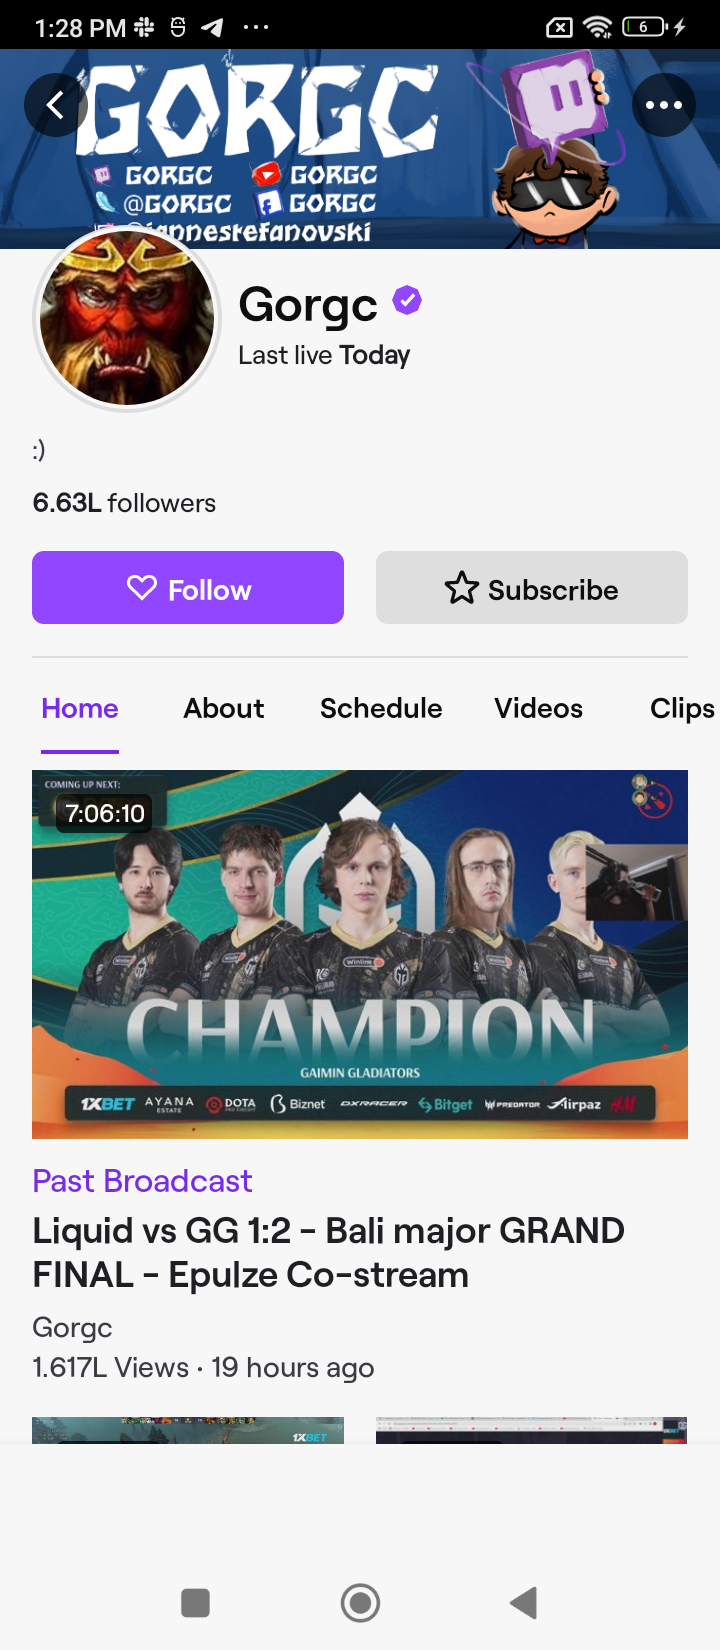 1:28 PM
6
GORGC
GORGC
GORGC
@GORGC
GORGC
Gorgc
Last live Today
:)
6.63L followers
Follow
Subscribe
Home
About
Schedule
Videos
Clips
COMING UP NEXT:
7:06:10
CHAMPION
GAIMIN GLADIATORS
1XBET
AYANA
ESTATE
DOTA
PRO CIRCUIT
Biznet
DXRACER
Bitget
PREDATOR
Airpaz
H&M
Past Broadcast
Liquid vs GG 1:2 - Bali major GRAND
FINAL - Epulze Co-stream
Gorgc
1.617L Views · 19 hours ago
1XBET